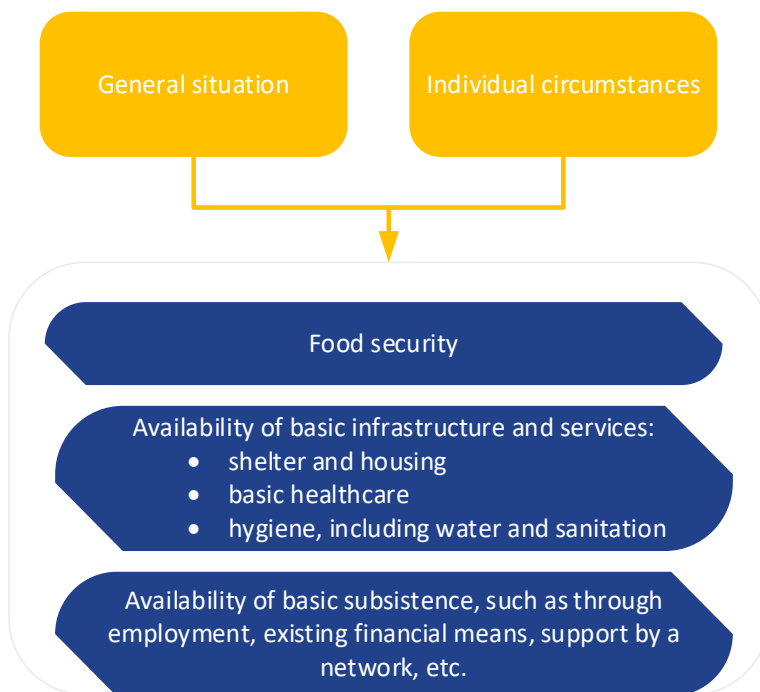 General situation
Individual circumstances
Food security
Availability of basic infrastructure and services:
• shelter and housing
• basic healthcare
• hygiene, including water and sanitation
Availability of basic subsistence, such as through
employment, existing financial means, support by a
network, etc.